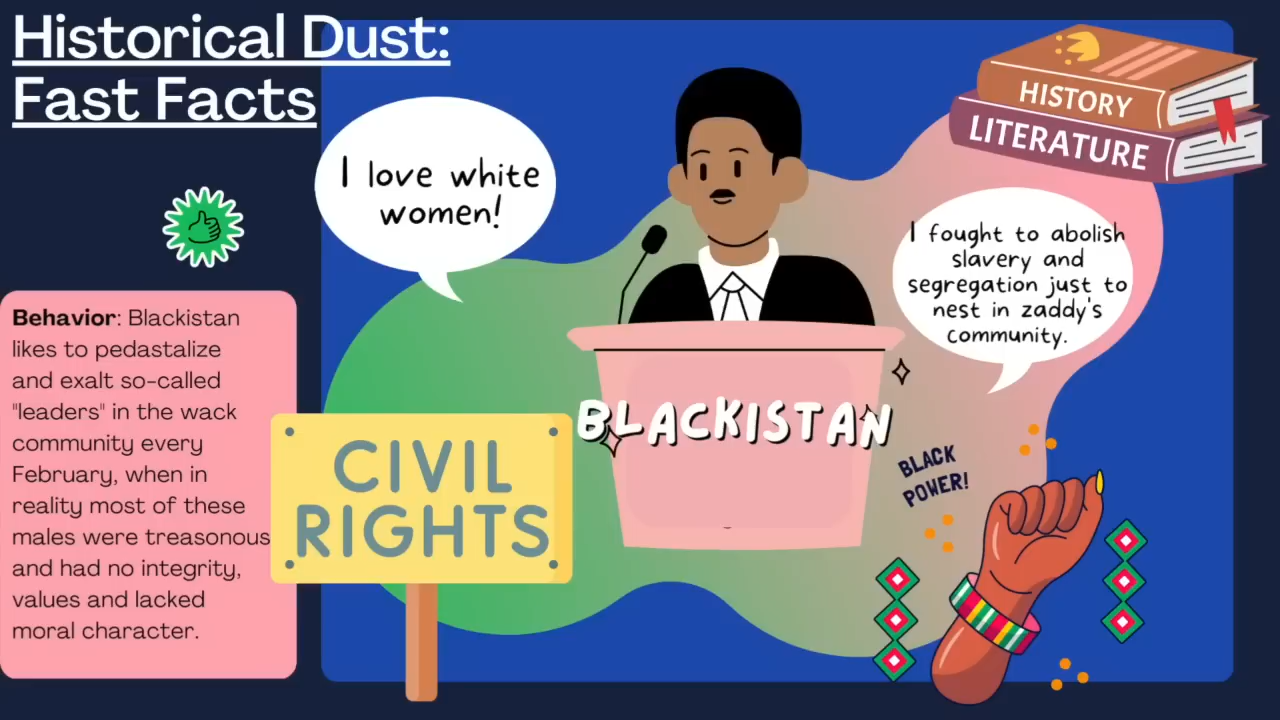 Historical Dust:
Fast Facts
I love white
women!
HISTORY
LITERATURE
I fought to abolish
slavery and
segregation just to
nest in zaddy's
community.
Behavior: Blackistan
likes to pedastalize
and exalt so-called
"leaders" in the wack
community every
February, when in
reality most of these
males were treasonous
and had no integrity,
values and lacked
moral character.
CIVIL
RIGHTS
BLACKISTAN
BLACK
POWER!